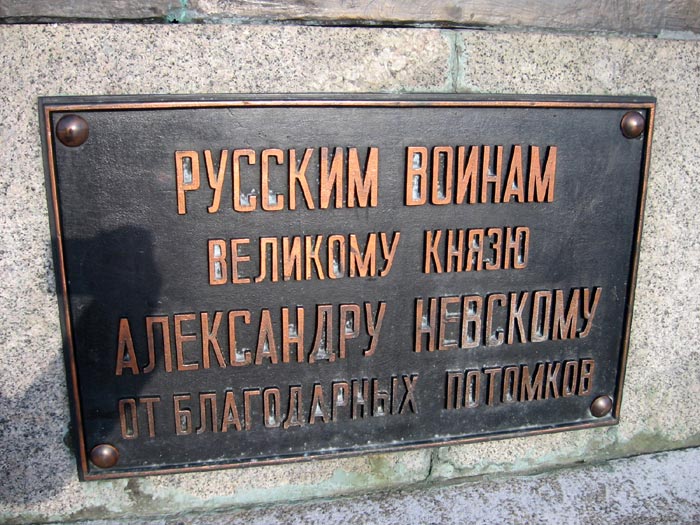 РУССКИМ ВОИНАМ
ВЕЛИКОМУ КНЯЗЮ
АЛЕКСАНДРУ НЕВСКОМУ
ОТ БЛАГОДАРНЫХ ПОТОМКОВ